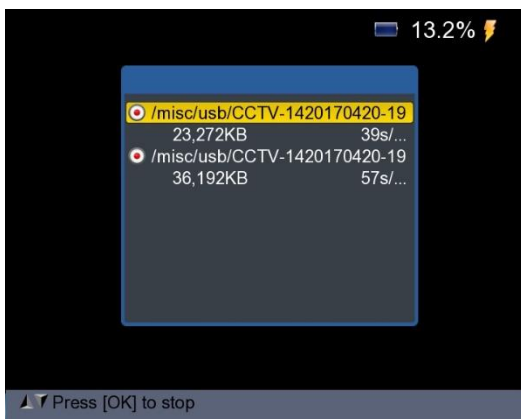 13.2%
/misc/usb/CCTV-1420170420-19
23,272KB 39s/...
/misc/usb/CCTV-1420170420-19
36,192KB 57s/...
Press [OK] to stop